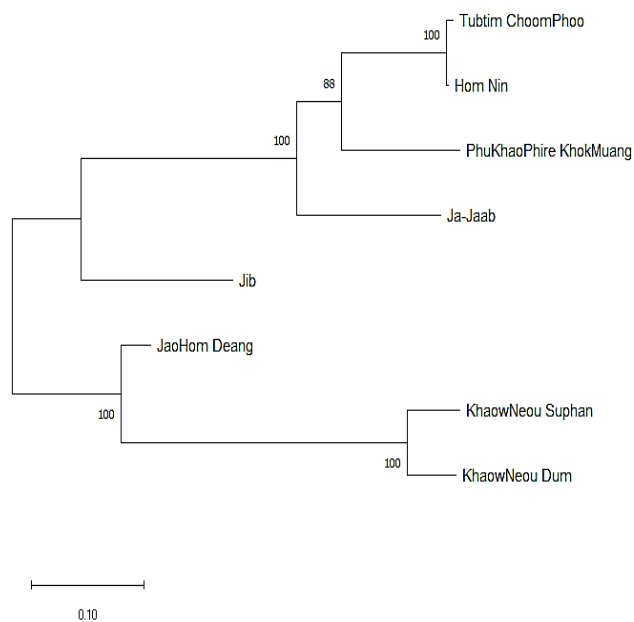 Tubtim ChoomPhoo
100
Hom Nin
88
100
PhuKhaoPhire KhokMuang
Ja-Jaab
Jib
JaoHom Deang
100
KhaowNeou Suphan
100
KhaowNeou Dum
0.10